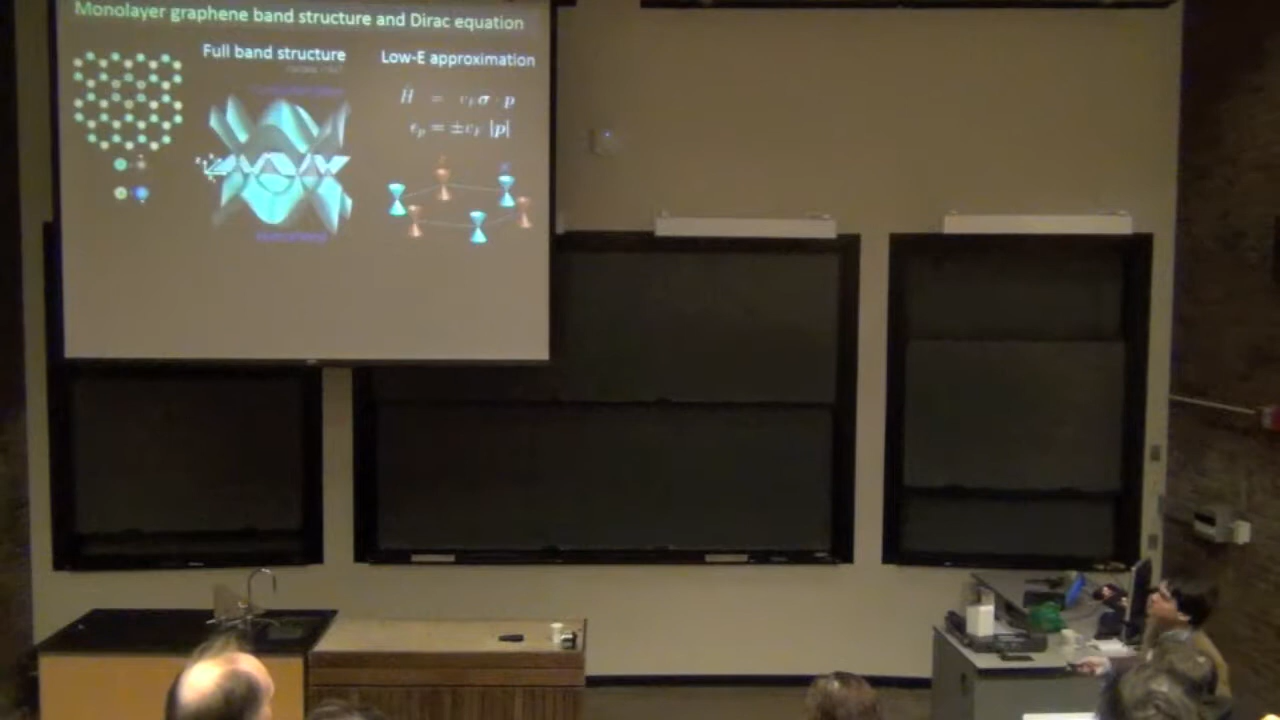 Monolayer graphene band structure and Dirac equation
Full band structure
Low-E approximation
H = v_F σ · p
ε_p = ±v_F |p|